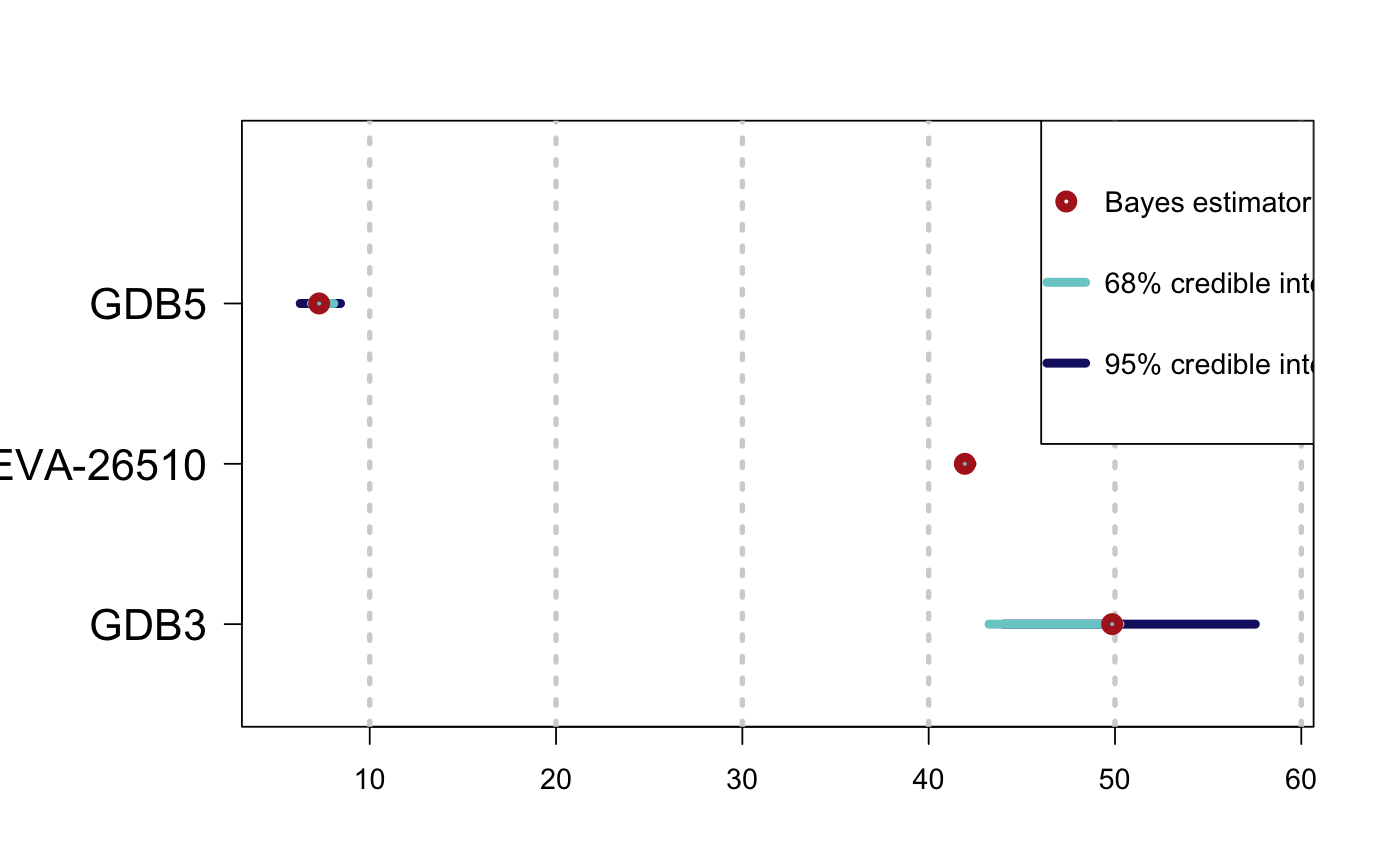 Bayes estimator
68% credible inte
95% credible inte
GDB5
EVA-26510
GDB3
10 20 30 40 50 60